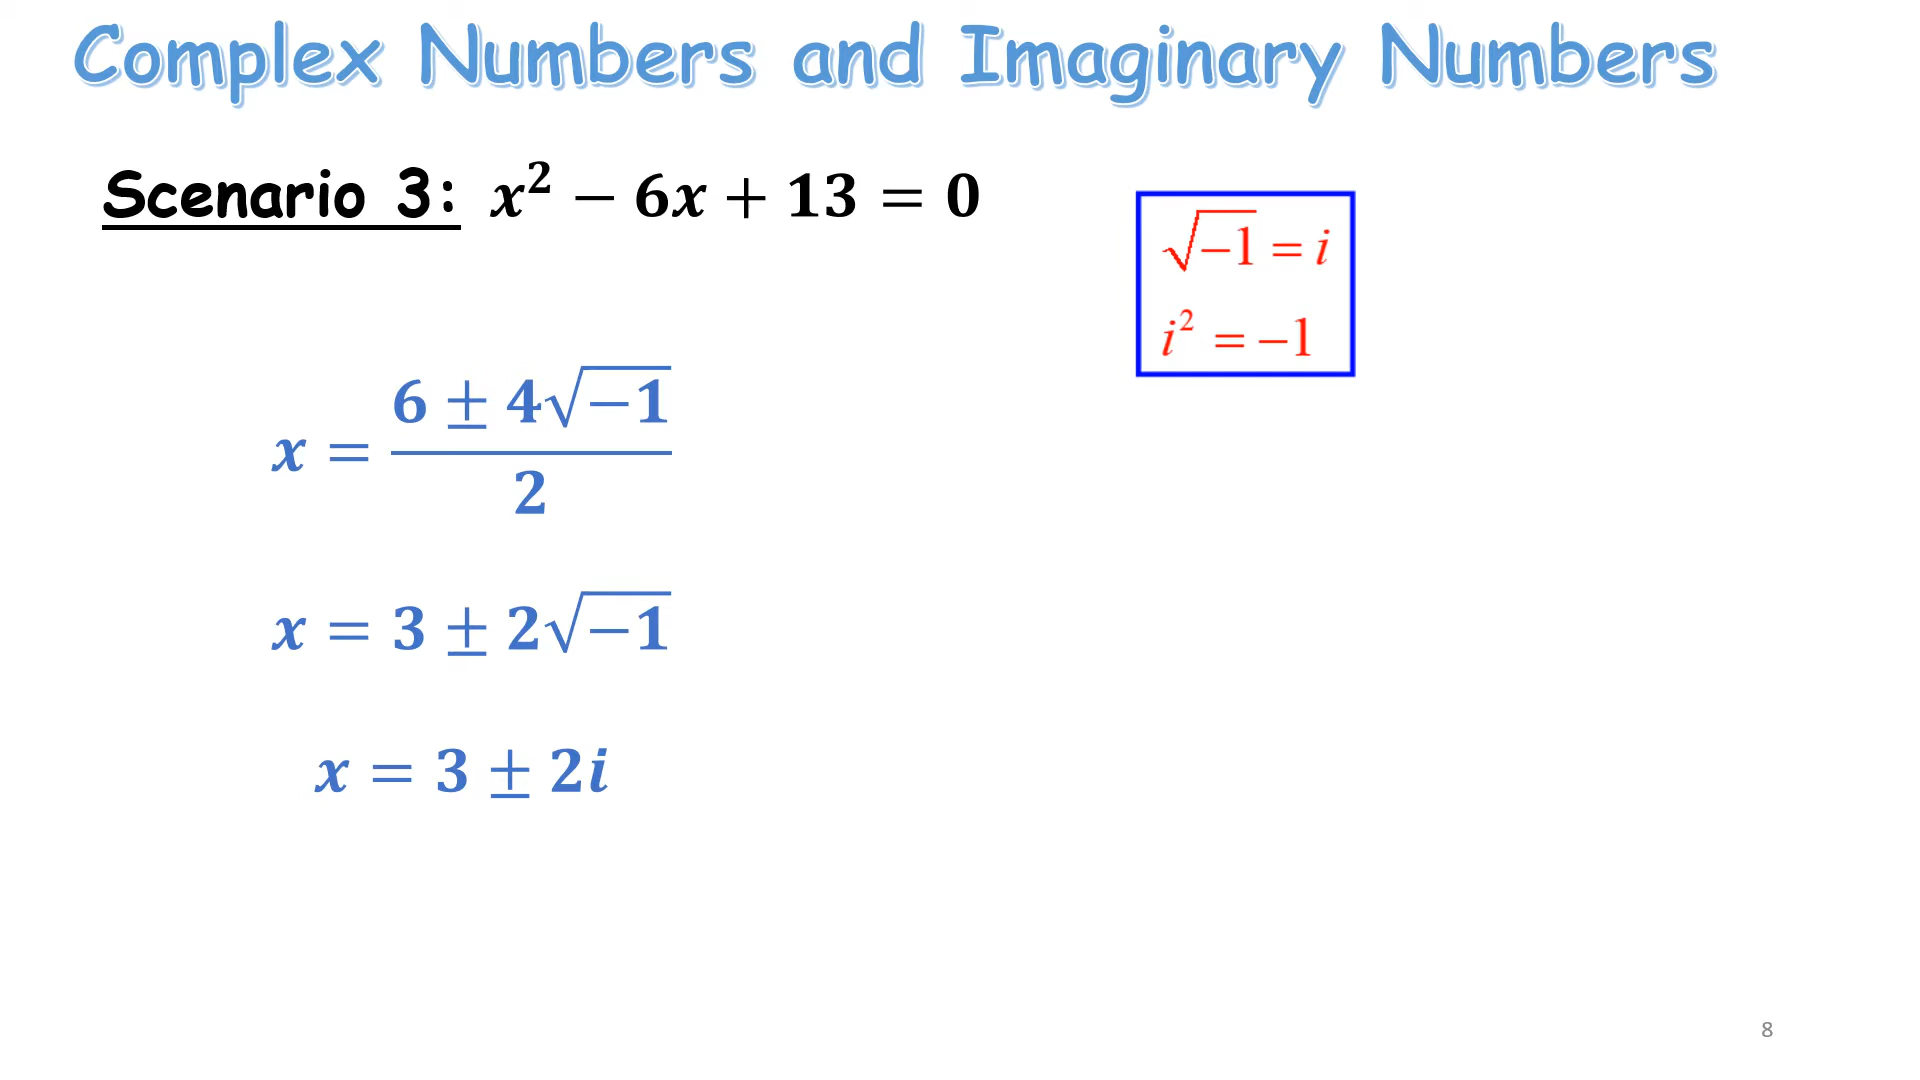 Complex Numbers and Imaginary Numbers
Scenario 3: x² − 6x + 13 = 0
√−1 = i
i² = −1
x = (6 ± 4√−1)/2
x = 3 ± 2√−1
x = 3 ± 2i
8